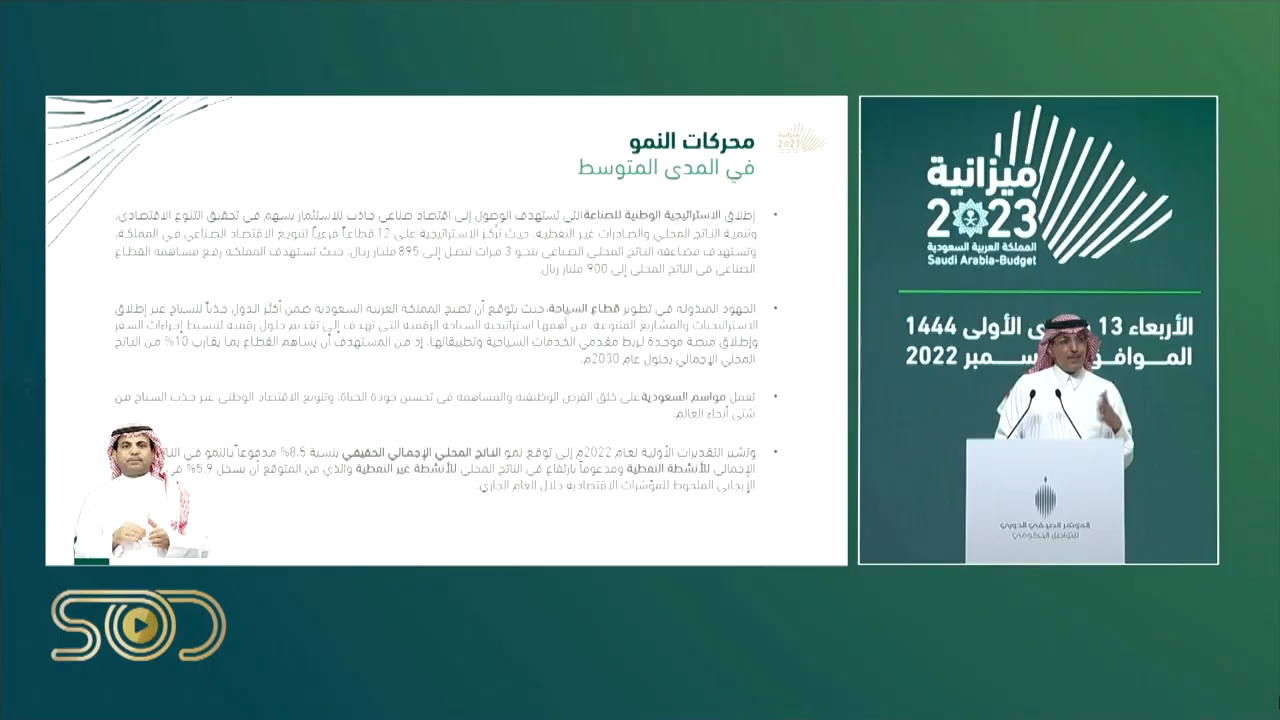 محركات النمو
في المدى المتوسط
ميزانية
2023
إطلاق الاستراتيجية الوطنية للصناعة التي تستهدف الوصول إلى اقتصاد صناعي جاذب للاستثمار يسهم في تحقيق التنوع الاقتصادي،
وتنمية الناتج المحلي والصادرات غير النفطية، حيث تركز الاستراتيجية على 12 قطاعاً فرعياً لتنويع الاقتصاد الصناعي في المملكة،
وتستهدف مضاعفة الناتج المحلي الصناعي بنحو 3 مرات ليصل إلى 895 مليار ريال، حيث تستهدف المملكة رفع مساهمة القطاع
الصناعي في الناتج المحلي إلى 900 مليار ريال.
الجهود المبذولة في تطوير قطاع السياحة، حيث يتوقع أن تصبح المملكة العربية السعودية ضمن أكثر الدول جذباً للسياح عبر إطلاق
الاستراتيجيات والمشاريع المتنوعة، من أهمها استراتيجية السياحة الرقمية التي تهدف إلى تقديم حلول رقمية لتبسيط إجراءات السفر
وإطلاق منصة موحدة لربط مقدمي الخدمات السياحية وتطبيقاتها. إذ من المستهدف أن يساهم القطاع بما يقارب 10% من الناتج
المحلي الإجمالي بحلول عام 2030م.
تعمل مواسم السعودية على خلق الفرص الوظيفية والمساهمة في تحسين جودة الحياة، وتنويع الاقتصاد الوطني عبر جذب السياح من
شتى أنحاء العالم.
وتشير التقديرات الأولية لعام 2022م إلى توقع نمو الناتج المحلي الإجمالي الحقيقي بنسبة 8.5% مدفوعاً بالنمو في
الإجمالي للأنشطة النفطية ومدعوماً بارتفاع في الناتج المحلي للأنشطة غير النفطية والذي من المتوقع أن يسجل 5.9%
الإيجابي الملحوظ للمؤشرات الاقتصادية خلال العام الجاري.
ميزانية
2023
المملكة العربية السعودية
Saudi Arabia-Budget
الأربعاء 13 الأولى 1444
2022
المؤتمر الصحفي الدوري
للتواصل الحكومي